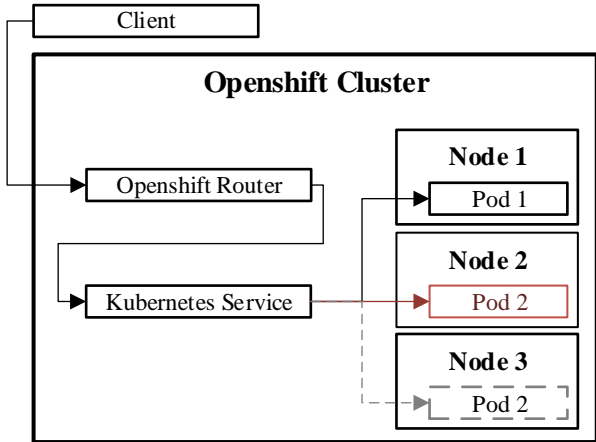 Client
Openshift Cluster
Openshift Router
Kubernetes Service
Node 1
Pod 1
Node 2
Pod 2
Node 3
Pod 2